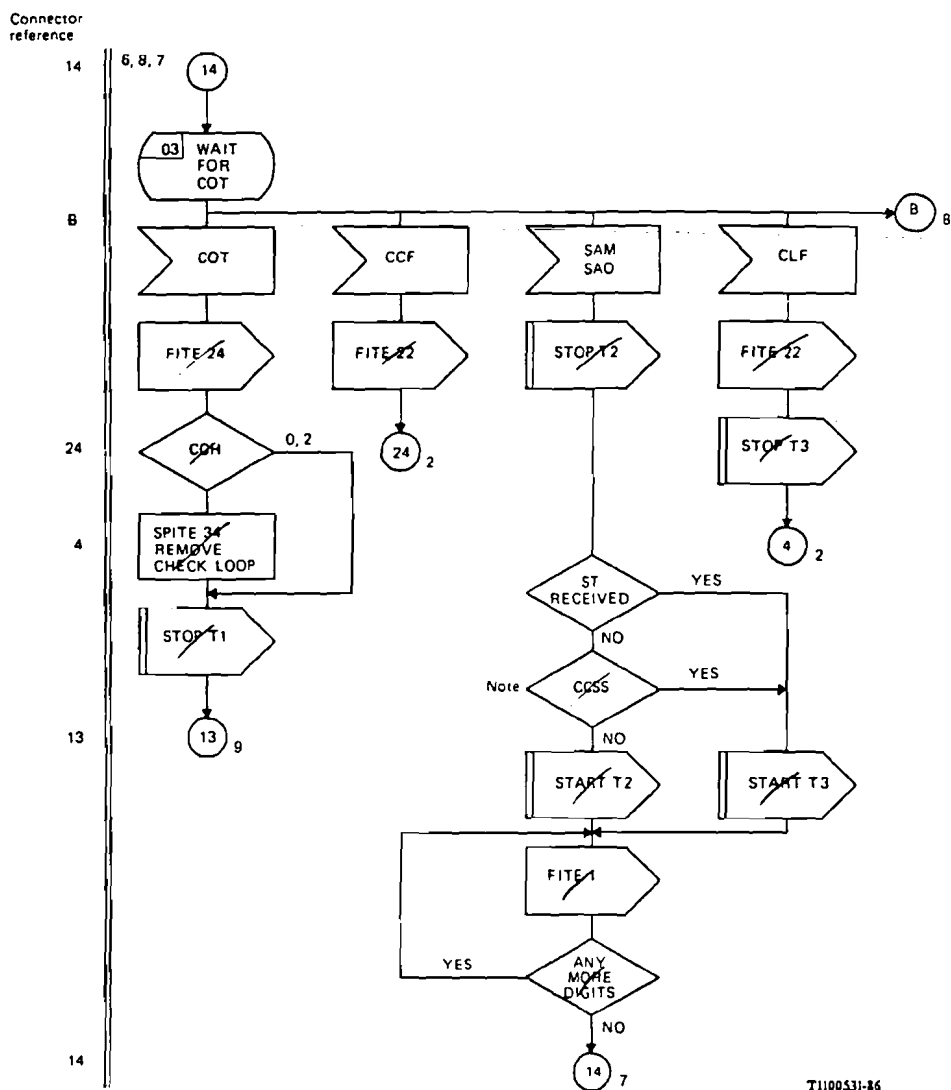 Connector
reference
14
6, 8, 7
14
03
WAIT
FOR
COT
B
B
8
COT
CCF
SAM
SAO
CLF
FITE 24
FITE 22
STOP T2
FITE 22
24
COH
0, 2
24
2
STOP T3
4
SPITE 34
REMOVE
CHECK LOOP
4
2
ST
RECEIVED
YES
STOP T1
NO
Note
CCSS
YES
13
13
9
NO
START T2
START T3
FITE 1
YES
ANY
MORE
DIGITS
NO
14
14
7
T1100531-86